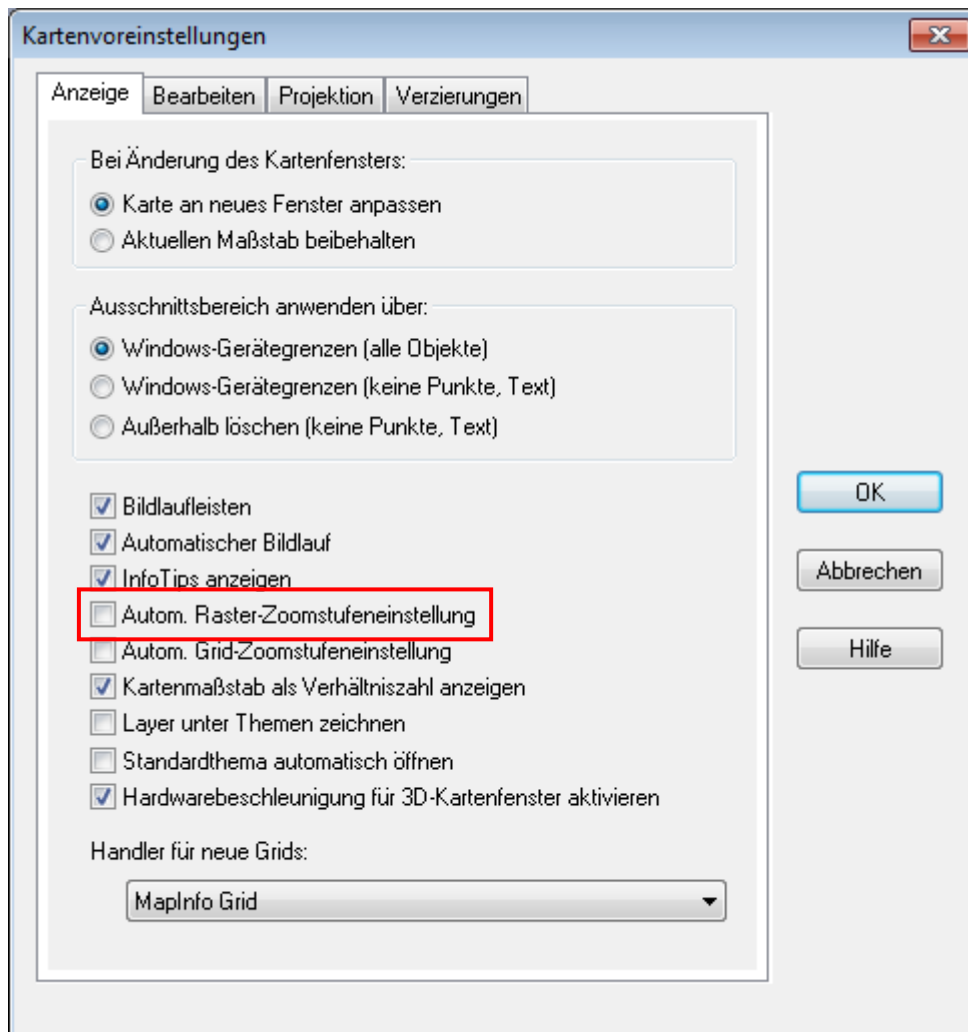 Kartenvoreinstellungen
Anzeige
Bearbeiten
Projektion
Verzierungen
Bei Änderung des Kartenfensters:
Karte an neues Fenster anpassen
Aktuellen Maßstab beibehalten
Ausschnittsbereich anwenden über:
Windows-Gerätegrenzen (alle Objekte)
Windows-Gerätegrenzen (keine Punkte, Text)
Außerhalb löschen (keine Punkte, Text)
Bildlaufleisten
Automatischer Bildlauf
InfoTips anzeigen
Autom. Raster-Zoomstufeneinstellung
Autom. Grid-Zoomstufeneinstellung
Kartenmaßstab als Verhältniszahl anzeigen
Layer unter Themen zeichnen
Standardthema automatisch öffnen
Hardwarebeschleunigung für 3D-Kartenfenster aktivieren
Handler für neue Grids:
MapInfo Grid
OK
Abbrechen
Hilfe